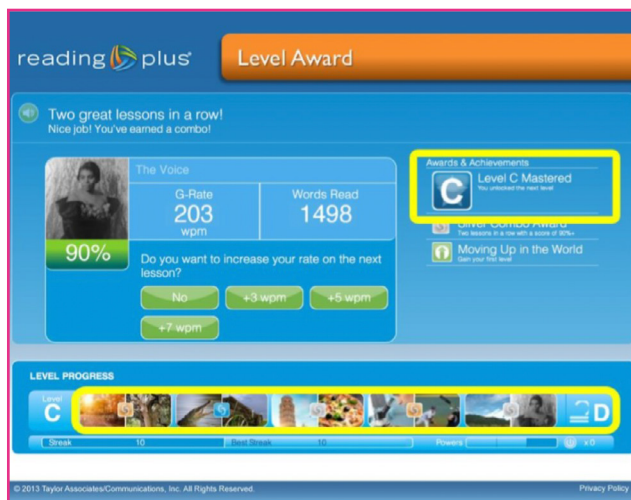 reading plus®
Level Award
Two great lessons in a row!
Nice job! You've earned a combo!
The Voice
G-Rate
203
wpm
Words Read
1498
90%
Do you want to increase your rate on the next
lesson?
No
+3 wpm
+5 wpm
+7 wpm
Awards & Achievements
C
Level C Mastered
You unlocked the next level
Silver Combo Award
Two lessons in a row with a score of 90%+
Moving Up in the World
Gain your first level
LEVEL PROGRESS
Level
C
D
Streak 10 Best Streak 10 Powers x0
© 2013 Taylor Associates/Communications, Inc. All Rights Reserved. Privacy Policy